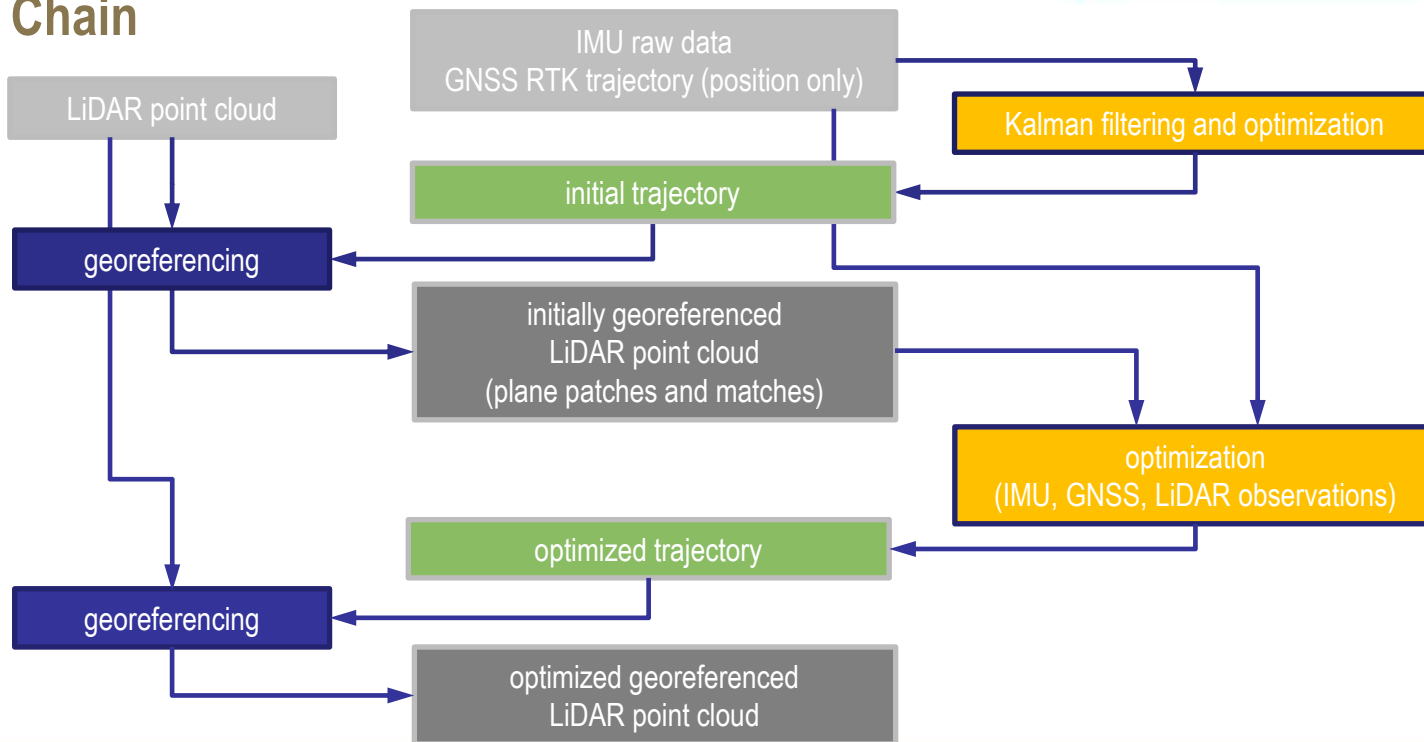 Chain
IMU raw data
GNSS RTK trajectory (position only)
LiDAR point cloud
Kalman filtering and optimization
initial trajectory
georeferencing
initially georeferenced
LiDAR point cloud
(plane patches and matches)
optimization
(IMU, GNSS, LiDAR observations)
optimized trajectory
georeferencing
optimized georeferenced
LiDAR point cloud